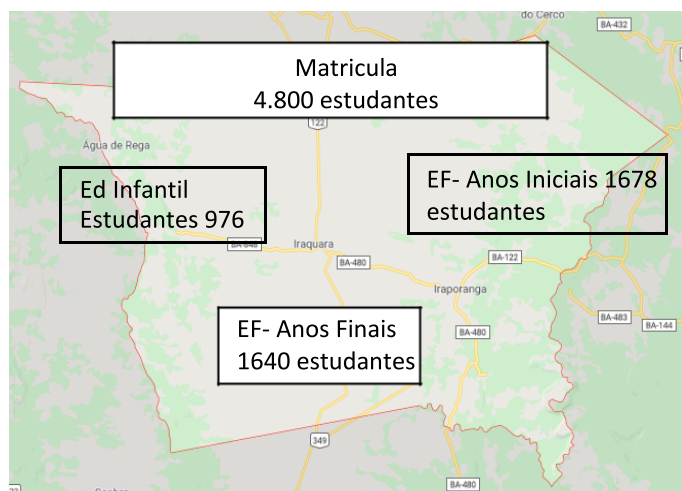 do Cerco
BA-432
Matricula
4.800 estudantes
122
Água de Rega
Ed Infantil
Estudantes 976
EF- Anos Iniciais 1678
estudantes
Iraquara
BA-480
BA-122
Iraporanga
EF- Anos Finais
1640 estudantes
BA-480
BA-483
BA-144
349
BA-480